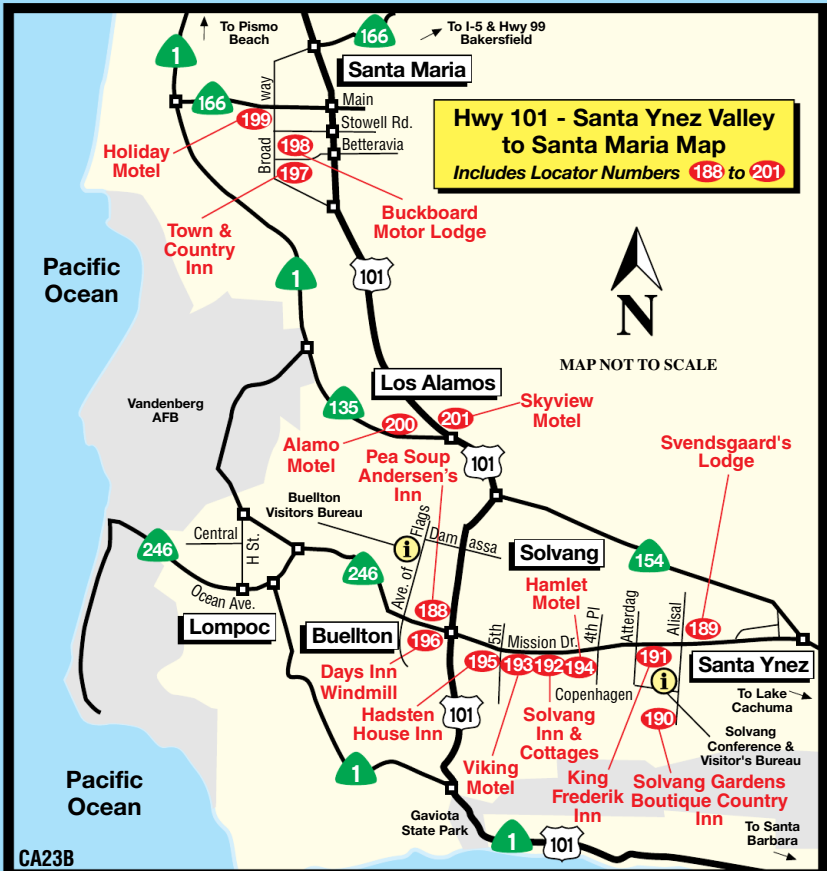 To Pismo
Beach
To I-5 & Hwy 99
Bakersfield
1
166
166
Santa Maria
way
Broad
Main
Stowell Rd.
Betteravia
199
198
197
Holiday
Motel
Town &
Country
Inn
Buckboard
Motor Lodge
Hwy 101 - Santa Ynez Valley
to Santa Maria Map
Includes Locator Numbers 188 to 201
Pacific
Ocean
1
101
N
MAP NOT TO SCALE
Vandenberg
AFB
Los Alamos
135
200
201
Skyview
Motel
Alamo
Motel
101
Pea Soup
Andersen's
Inn
Svendsgaard's
Lodge
Buellton
Visitors Bureau
i
Central
H St.
246
Ocean Ave.
Lompoc
246
Ave. of Flags
Dam assa
Solvang
154
Hamlet
Motel
188
Buellton
196
Days Inn
Windmill
5th
Mission Dr.
4th Pl
Atterdag
Alisal
189
195
193
192
194
191
i
Santa Ynez
Copenhagen
To Lake
Cachuma
190
Hadsten
House Inn
101
Solvang
Inn &
Cottages
Solvang
Conference &
Visitor's Bureau
Viking
Motel
King
Frederik
Inn
Solvang Gardens
Boutique Country
Inn
1
Pacific
Ocean
Gaviota
State Park
1
101
To Santa
Barbara
CA23B